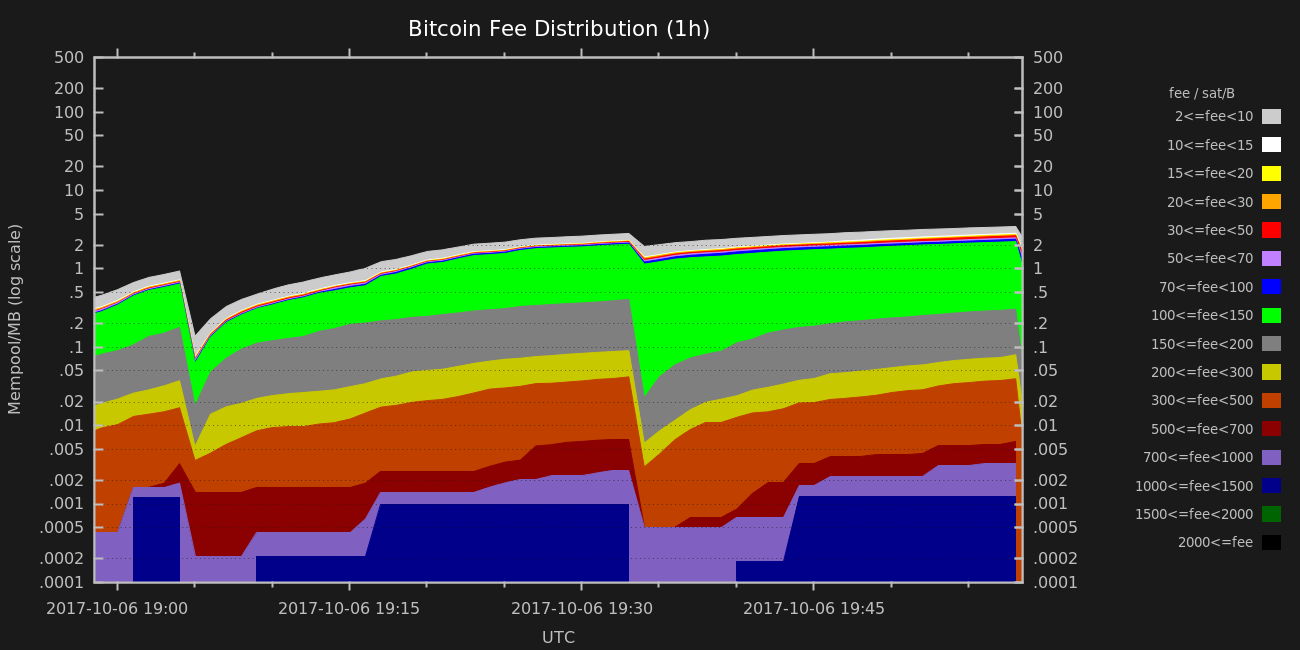 Bitcoin Fee Distribution (1h)
500
200
100
50
20
10
5
2
1
.5
.2
.1
.05
.02
.01
.005
.002
.001
.0005
.0002
.0001
Mempool/MB (log scale)
500
200
100
50
20
10
5
2
1
.5
.2
.1
.05
.02
.01
.005
.002
.001
.0005
.0002
.0001
2017-10-06 19:00 2017-10-06 19:15 2017-10-06 19:30 2017-10-06 19:45
UTC
fee / sat/B
2<=fee<10
10<=fee<15
15<=fee<20
20<=fee<30
30<=fee<50
50<=fee<70
70<=fee<100
100<=fee<150
150<=fee<200
200<=fee<300
300<=fee<500
500<=fee<700
700<=fee<1000
1000<=fee<1500
1500<=fee<2000
2000<=fee